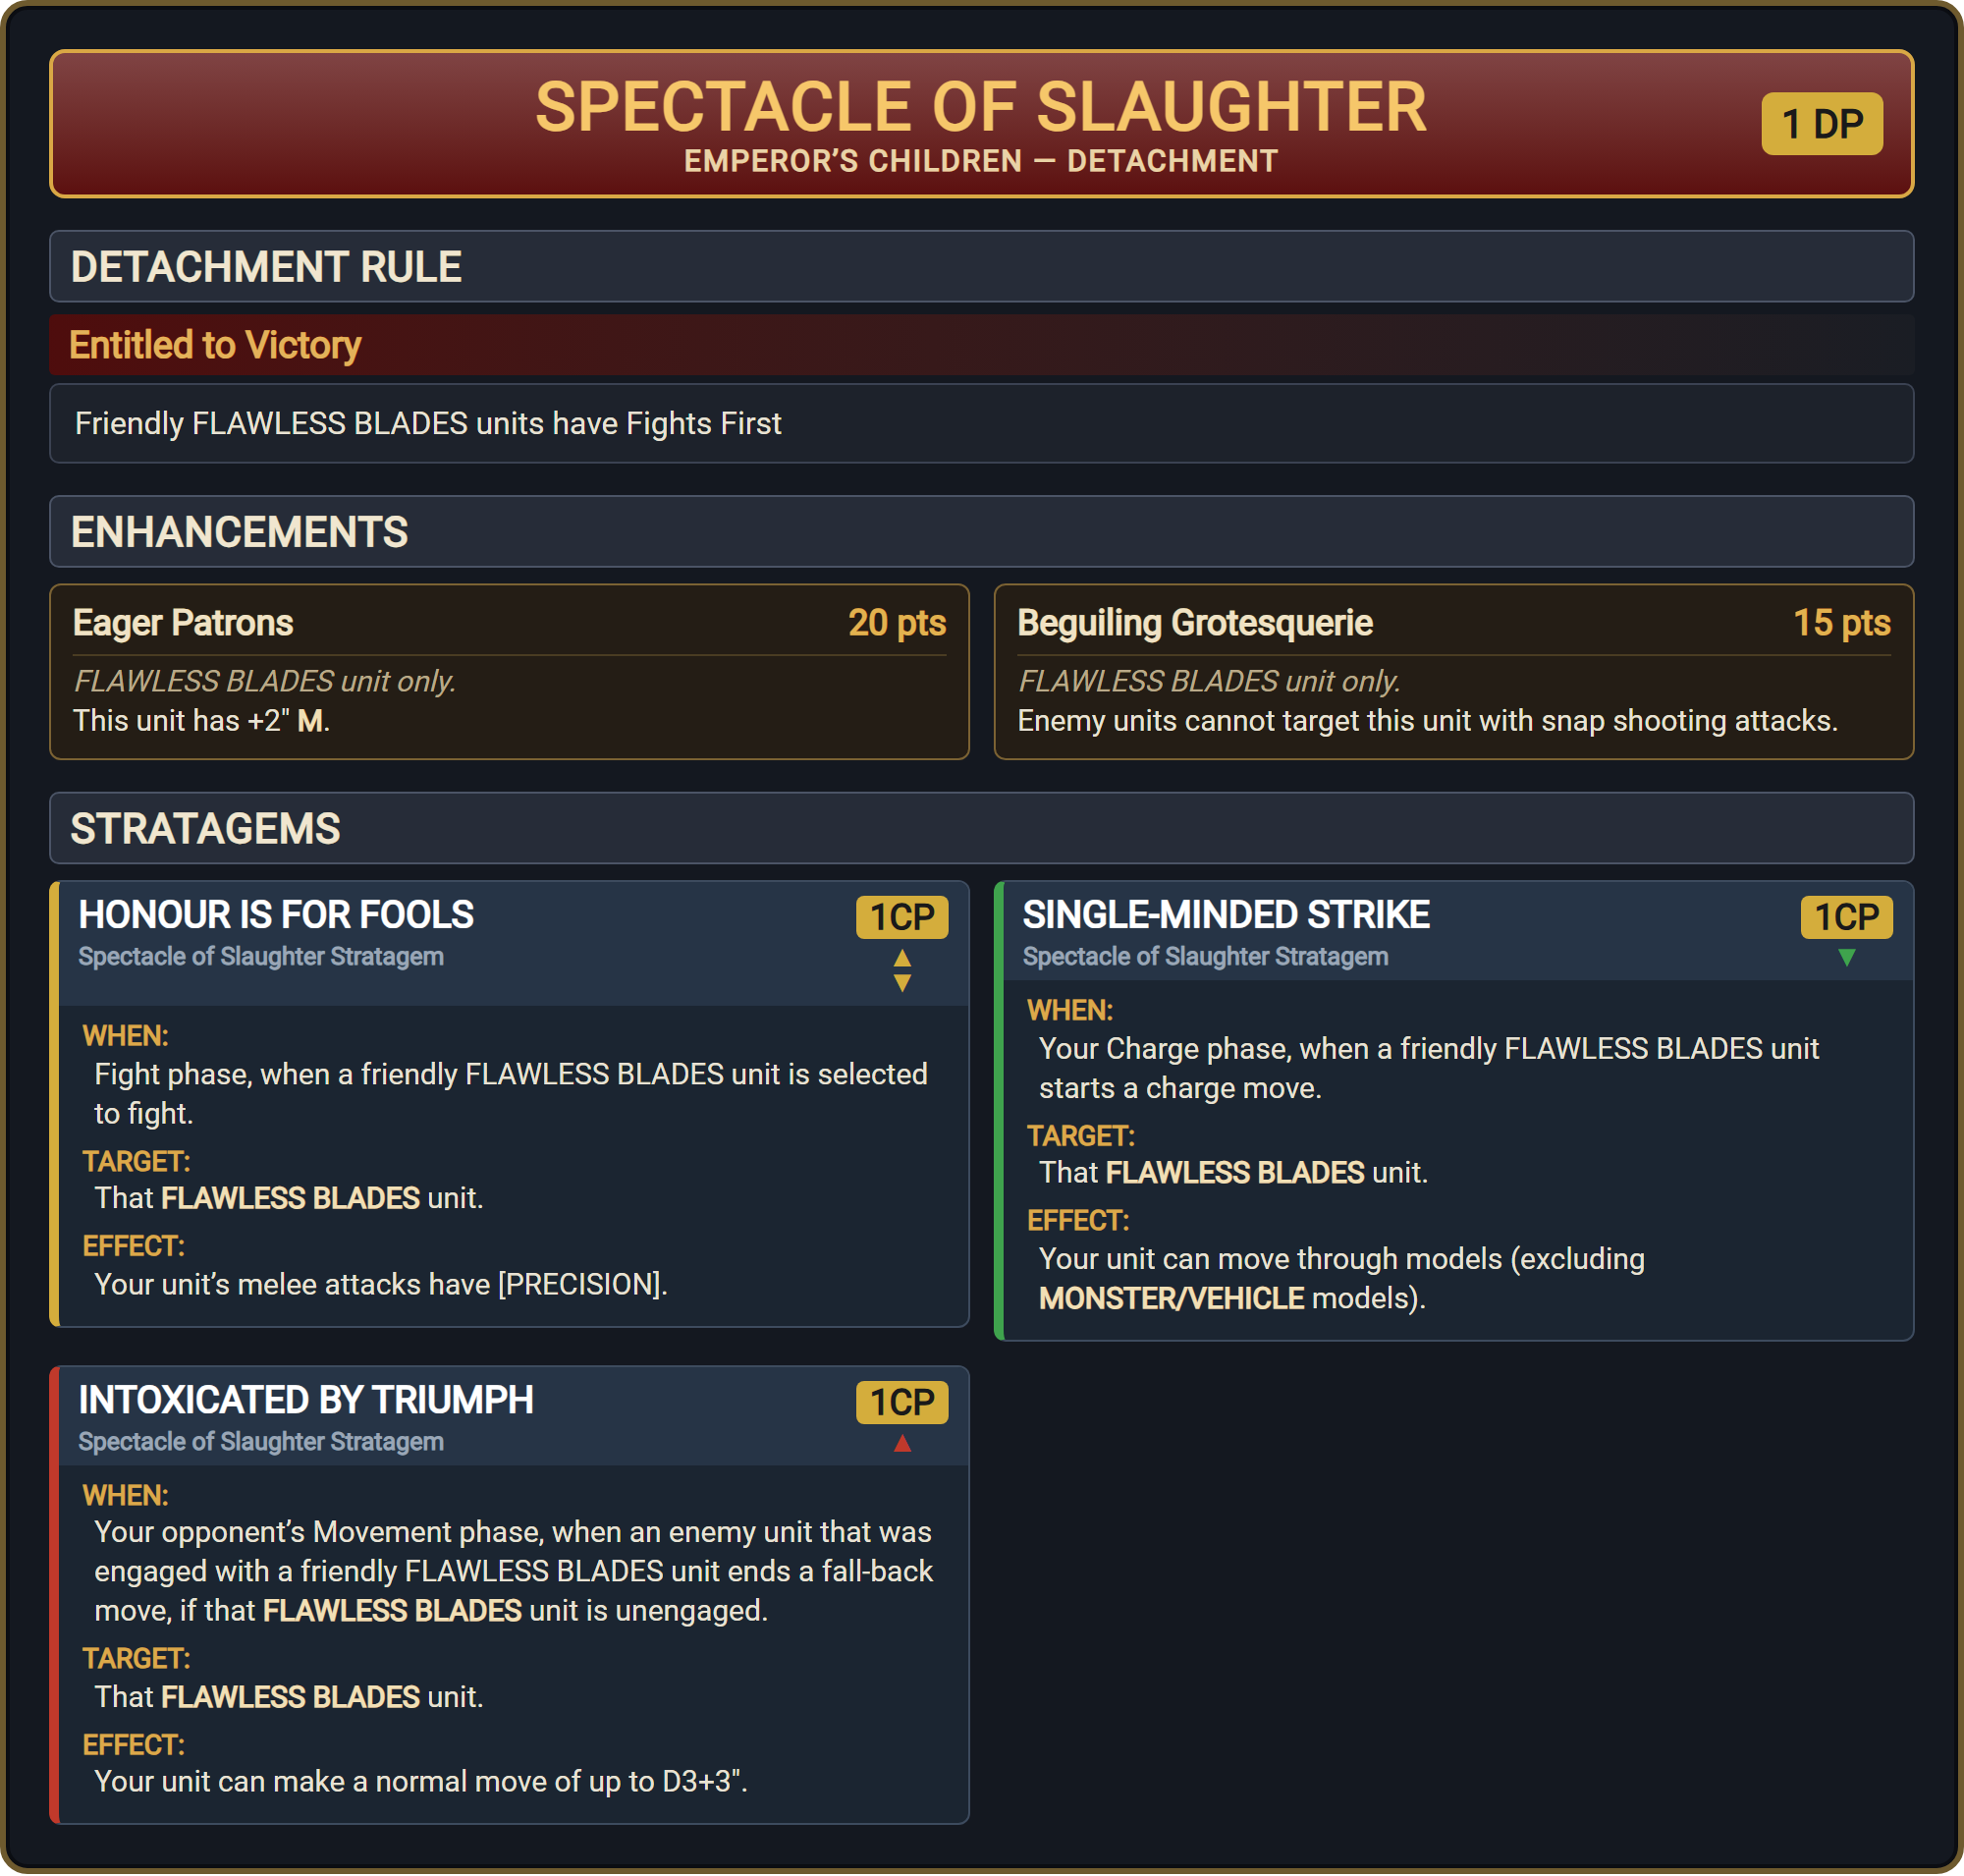 SPECTACLE OF SLAUGHTER
EMPEROR’S CHILDREN — DETACHMENT
1 DP
DETACHMENT RULE
Entitled to Victory
Friendly FLAWLESS BLADES units have Fights First
ENHANCEMENTS
Eager Patrons
20 pts
FLAWLESS BLADES unit only.
This unit has +2" M.
Beguiling Grotesquerie
15 pts
FLAWLESS BLADES unit only.
Enemy units cannot target this unit with snap shooting attacks.
STRATAGEMS
HONOUR IS FOR FOOLS
1CP
Spectacle of Slaughter Stratagem
▲
▼
WHEN:
Fight phase, when a friendly FLAWLESS BLADES unit is selected
to fight.
TARGET:
That FLAWLESS BLADES unit.
EFFECT:
Your unit’s melee attacks have [PRECISION].
SINGLE-MINDED STRIKE
1CP
Spectacle of Slaughter Stratagem
▼
WHEN:
Your Charge phase, when a friendly FLAWLESS BLADES unit
starts a charge move.
TARGET:
That FLAWLESS BLADES unit.
EFFECT:
Your unit can move through models (excluding
MONSTER/VEHICLE models).
INTOXICATED BY TRIUMPH
1CP
Spectacle of Slaughter Stratagem
▲
WHEN:
Your opponent’s Movement phase, when an enemy unit that was
engaged with a friendly FLAWLESS BLADES unit ends a fall-back
move, if that FLAWLESS BLADES unit is unengaged.
TARGET:
That FLAWLESS BLADES unit.
EFFECT:
Your unit can make a normal move of up to D3+3".